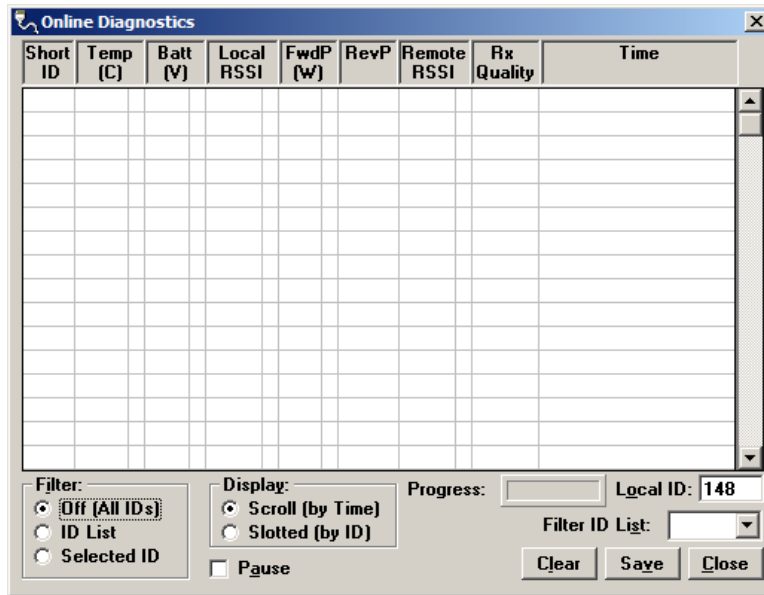 Online Diagnostics
Short ID Temp (C) Batt (V) Local RSSI FwdP (W) RevP Remote RSSI Rx Quality Time
Filter: Display: Progress: Local ID: 148
Off (All IDs) Scroll (by Time)
ID List Slotted (by ID) Filter ID List:
Selected ID Pause Clear Save Close